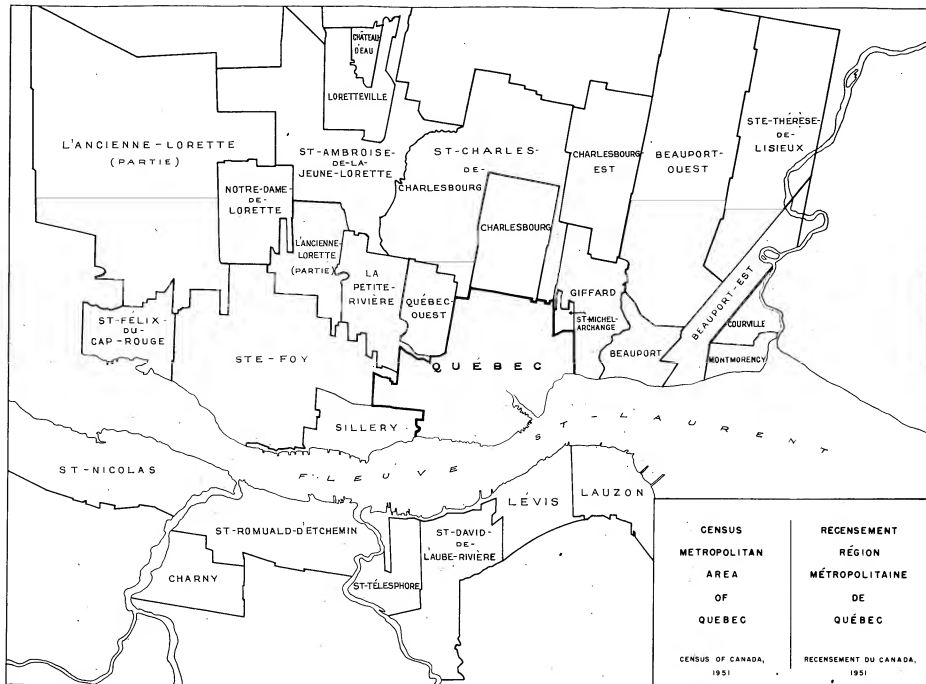 CHÂTEAU-
D'EAU
LORETTEVILLE
L'ANCIENNE-LORETTE
(PARTIE)
ST-AMBROISE-
DE-LA-
JEUNE-LORETTE
ST-CHARLES-
DE-
CHARLESBOURG
CHARLESBOURG
EST
BEAUPORT-
OUEST
STE-THÉRÈSE-
DE-
LISIEUX
NOTRE-DAME-
DE-
LORETTE
CHARLESBOURG
L'ANCIENNE-
LORETTE
(PARTIE)
LA
PETITE-
RIVIÈRE
QUÉBEC-
OUEST
GIFFARD
ST-MICHEL-
ARCHANGE
BEAUPORT-EST
COURVILLE
ST-FÉLIX-
DU-
CAP-ROUGE
STE-FOY
QUÉBEC
BEAUPORT
MONTMORENCY
SILLERY
FLEUVE ST-LAURENT
ST-NICOLAS
LÉVIS
LAUZON
ST-ROMUALD-D'ÉTCHEMIN
ST-DAVID-
DE-
L'AUBE-RIVIÈRE
CHARNY
ST-TÉLESPHORE
CENSUS
METROPOLITAN
AREA
OF
QUEBEC
CENSUS OF CANADA,
1951
RECENSEMENT
RÉGION
MÉTROPOLITAINE
DE
QUÉBEC
RECENSEMENT DU CANADA,
1951